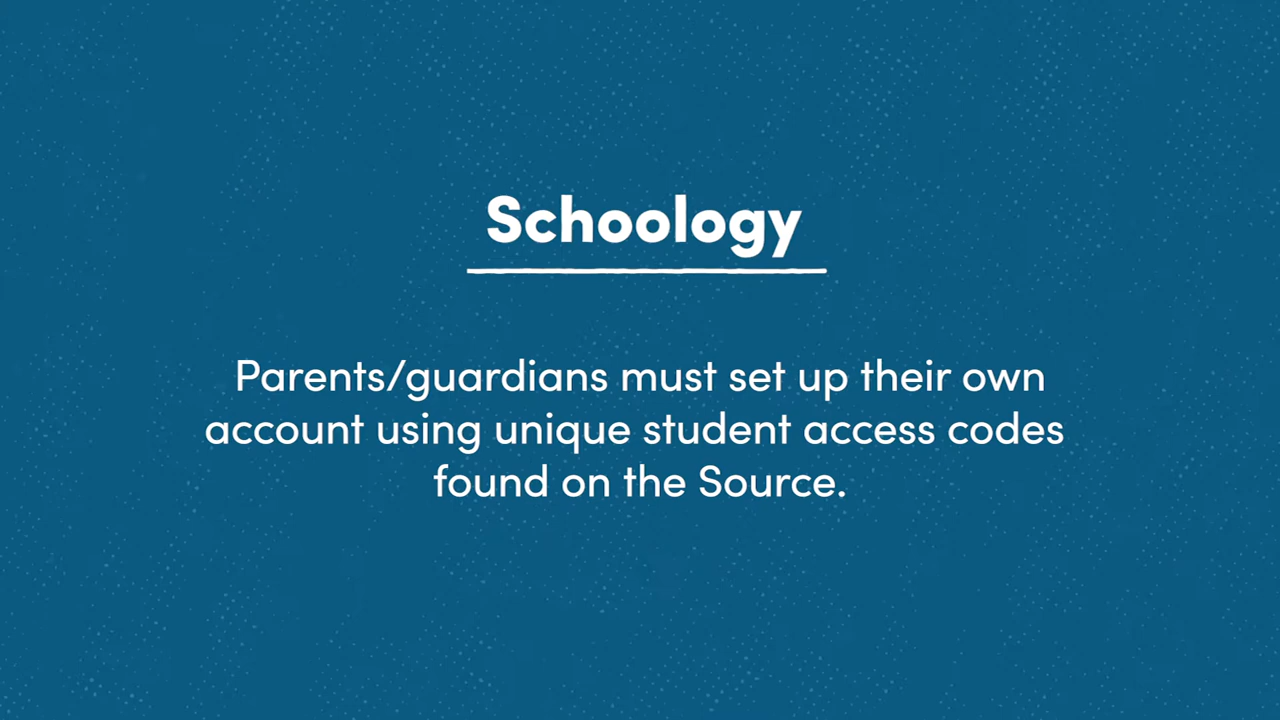 Schoology
Parents/guardians must set up their own
account using unique student access codes
found on the Source.